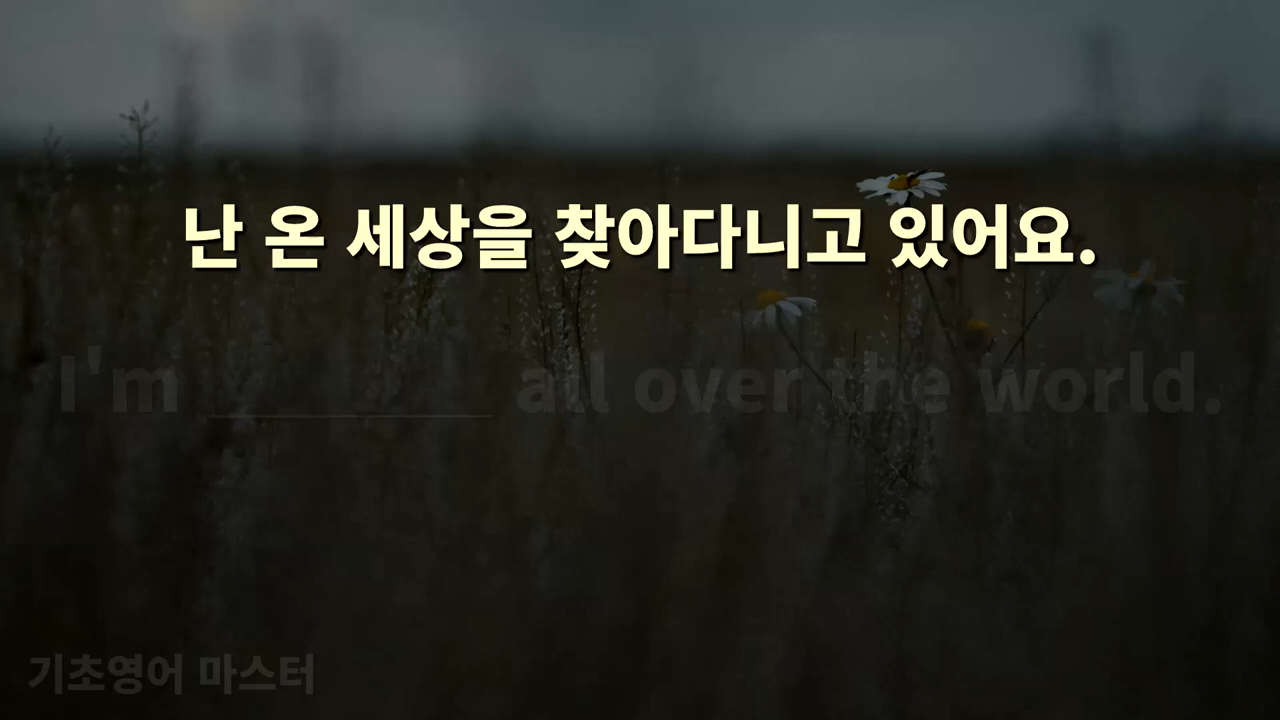 난 온 세상을 찾아다니고 있어요.
I'm ________ all over the world.
기초영어 마스터